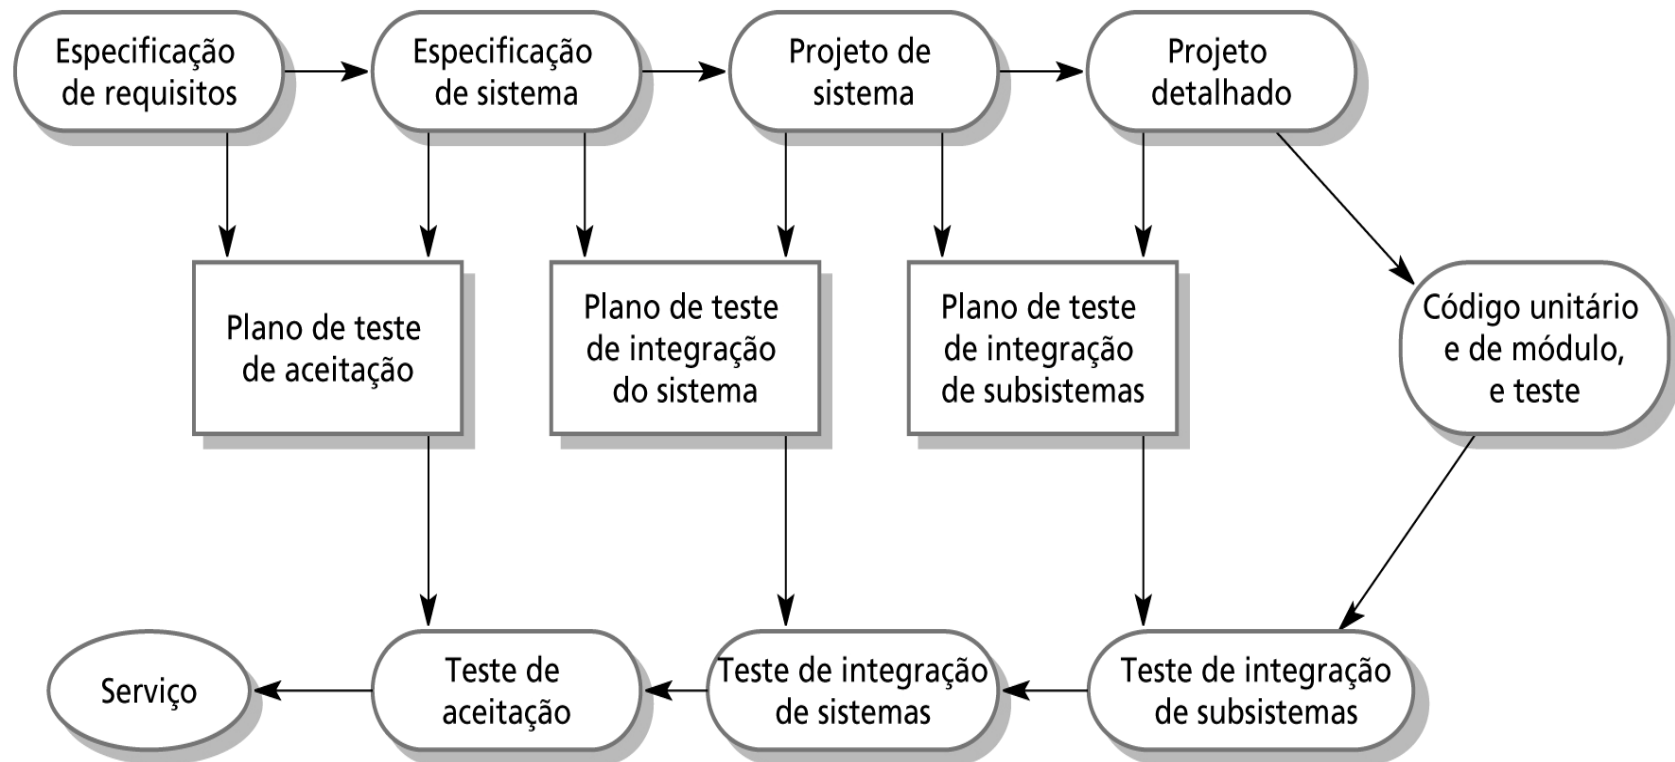 Especificação
de requisitos
Especificação
de sistema
Projeto de
sistema
Projeto
detalhado
Plano de teste
de aceitação
Plano de teste
de integração
do sistema
Plano de teste
de integração
de subsistemas
Código unitário
e de módulo,
e teste
Serviço
Teste de
aceitação
Teste de integração
de sistemas
Teste de integração
de subsistemas